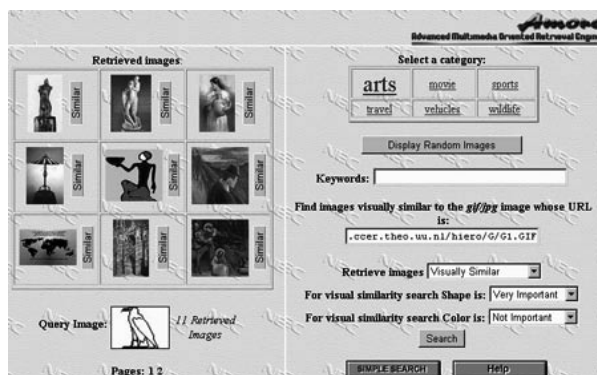 Amore
Advanced Multimedia Oriented Retrieval Engine
Retrieved images:
Similar
Similar
Similar
Similar
Similar
Similar
Similar
Similar
Similar
Query Image:
11 Retrieved
Images
Pages: 1 2
Select a category:
arts movie sports
travel vehicles wildlife
Display Random Images
Keywords:
Find images visually similar to the gif/jpg image whose URL
is:
.ccer.theo.uu.nl/hiero/G/G1.GIF
Retrieve images Visually Similar
For visual similarity search Shape is: Very Important
For visual similarity search Color is: Not Important
Search
SIMPLE SEARCH Help
NEC